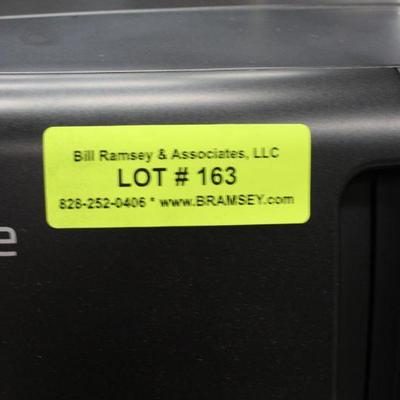 Bill Ramsey & Associates, LLC
LOT # 163
828-252-0406 * www.BRAMSEY.com
e